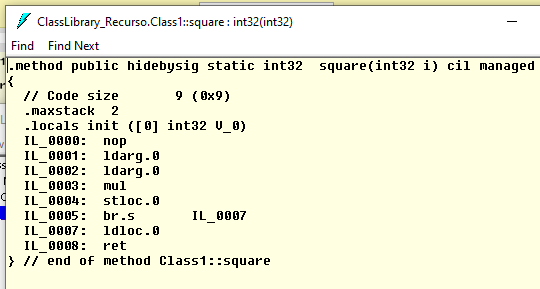 ClassLibrary_Recurso.Class1::square : int32(int32)
Find Find Next
.method public hidebysig static int32  square(int32 i) cil managed
{
  // Code size       9 (0x9)
  .maxstack  2
  .locals init ([0] int32 V_0)
  IL_0000:  nop
  IL_0001:  ldarg.0
  IL_0002:  ldarg.0
  IL_0003:  mul
  IL_0004:  stloc.0
  IL_0005:  br.s       IL_0007
  IL_0007:  ldloc.0
  IL_0008:  ret
} // end of method Class1::square